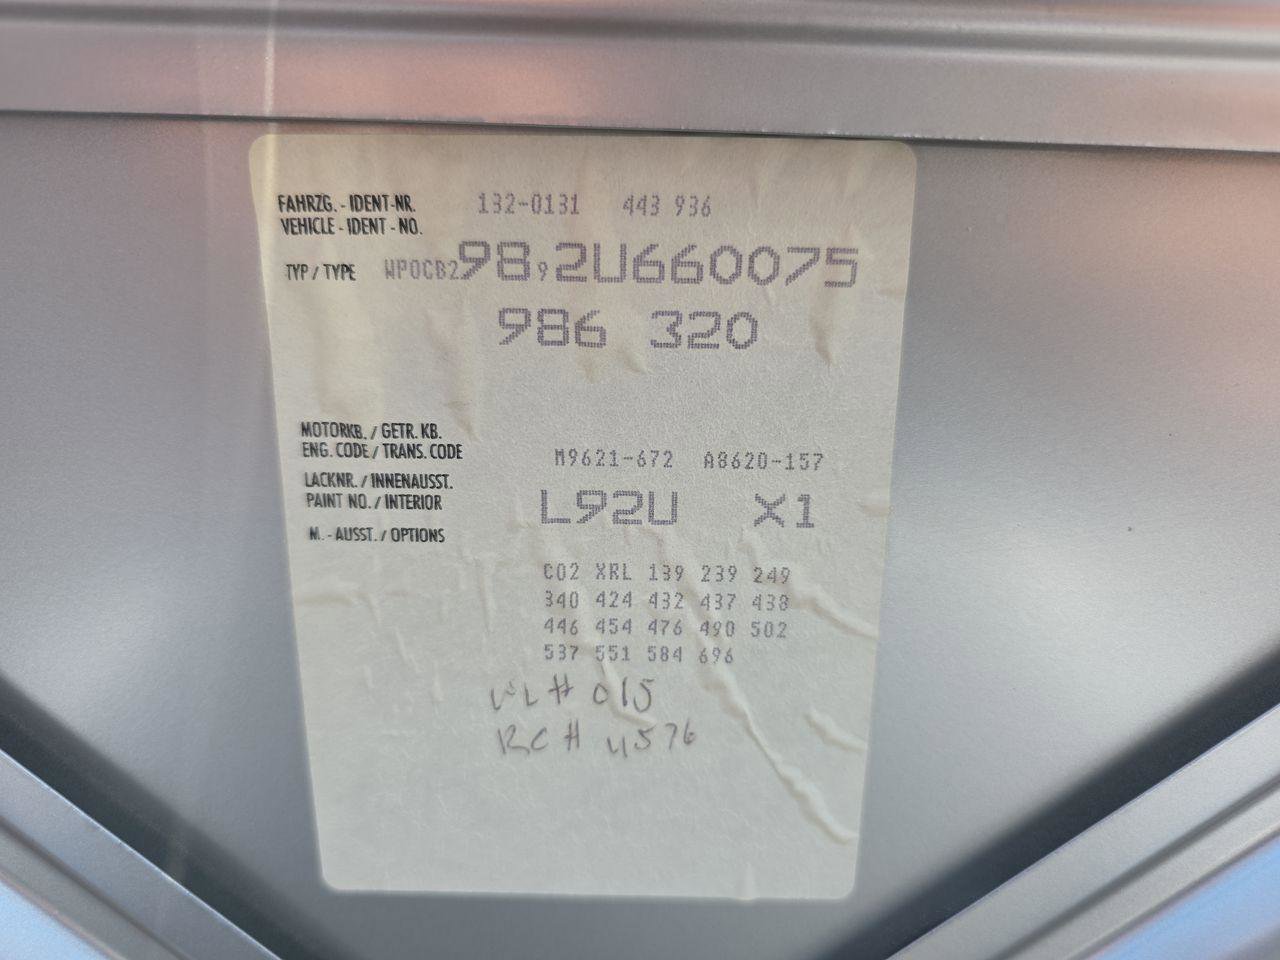 FAHRZG. - IDENT-NR. 132-0131 443 936
VEHICLE - IDENT - NO.
TYP / TYPE WP0CB298 9 2U660075
986 320
MOTORKB. / GETR. KB.
ENG. CODE / TRANS. CODE M9621-672 A8620-157
LACKNR. / INNENAUSST.
PAINT NO. / INTERIOR L92U X1
M. - AUSST. / OPTIONS
C02 XRL 139 239 249
340 424 432 437 438
446 454 476 490 502
537 551 584 696
# 015
RC # 4576